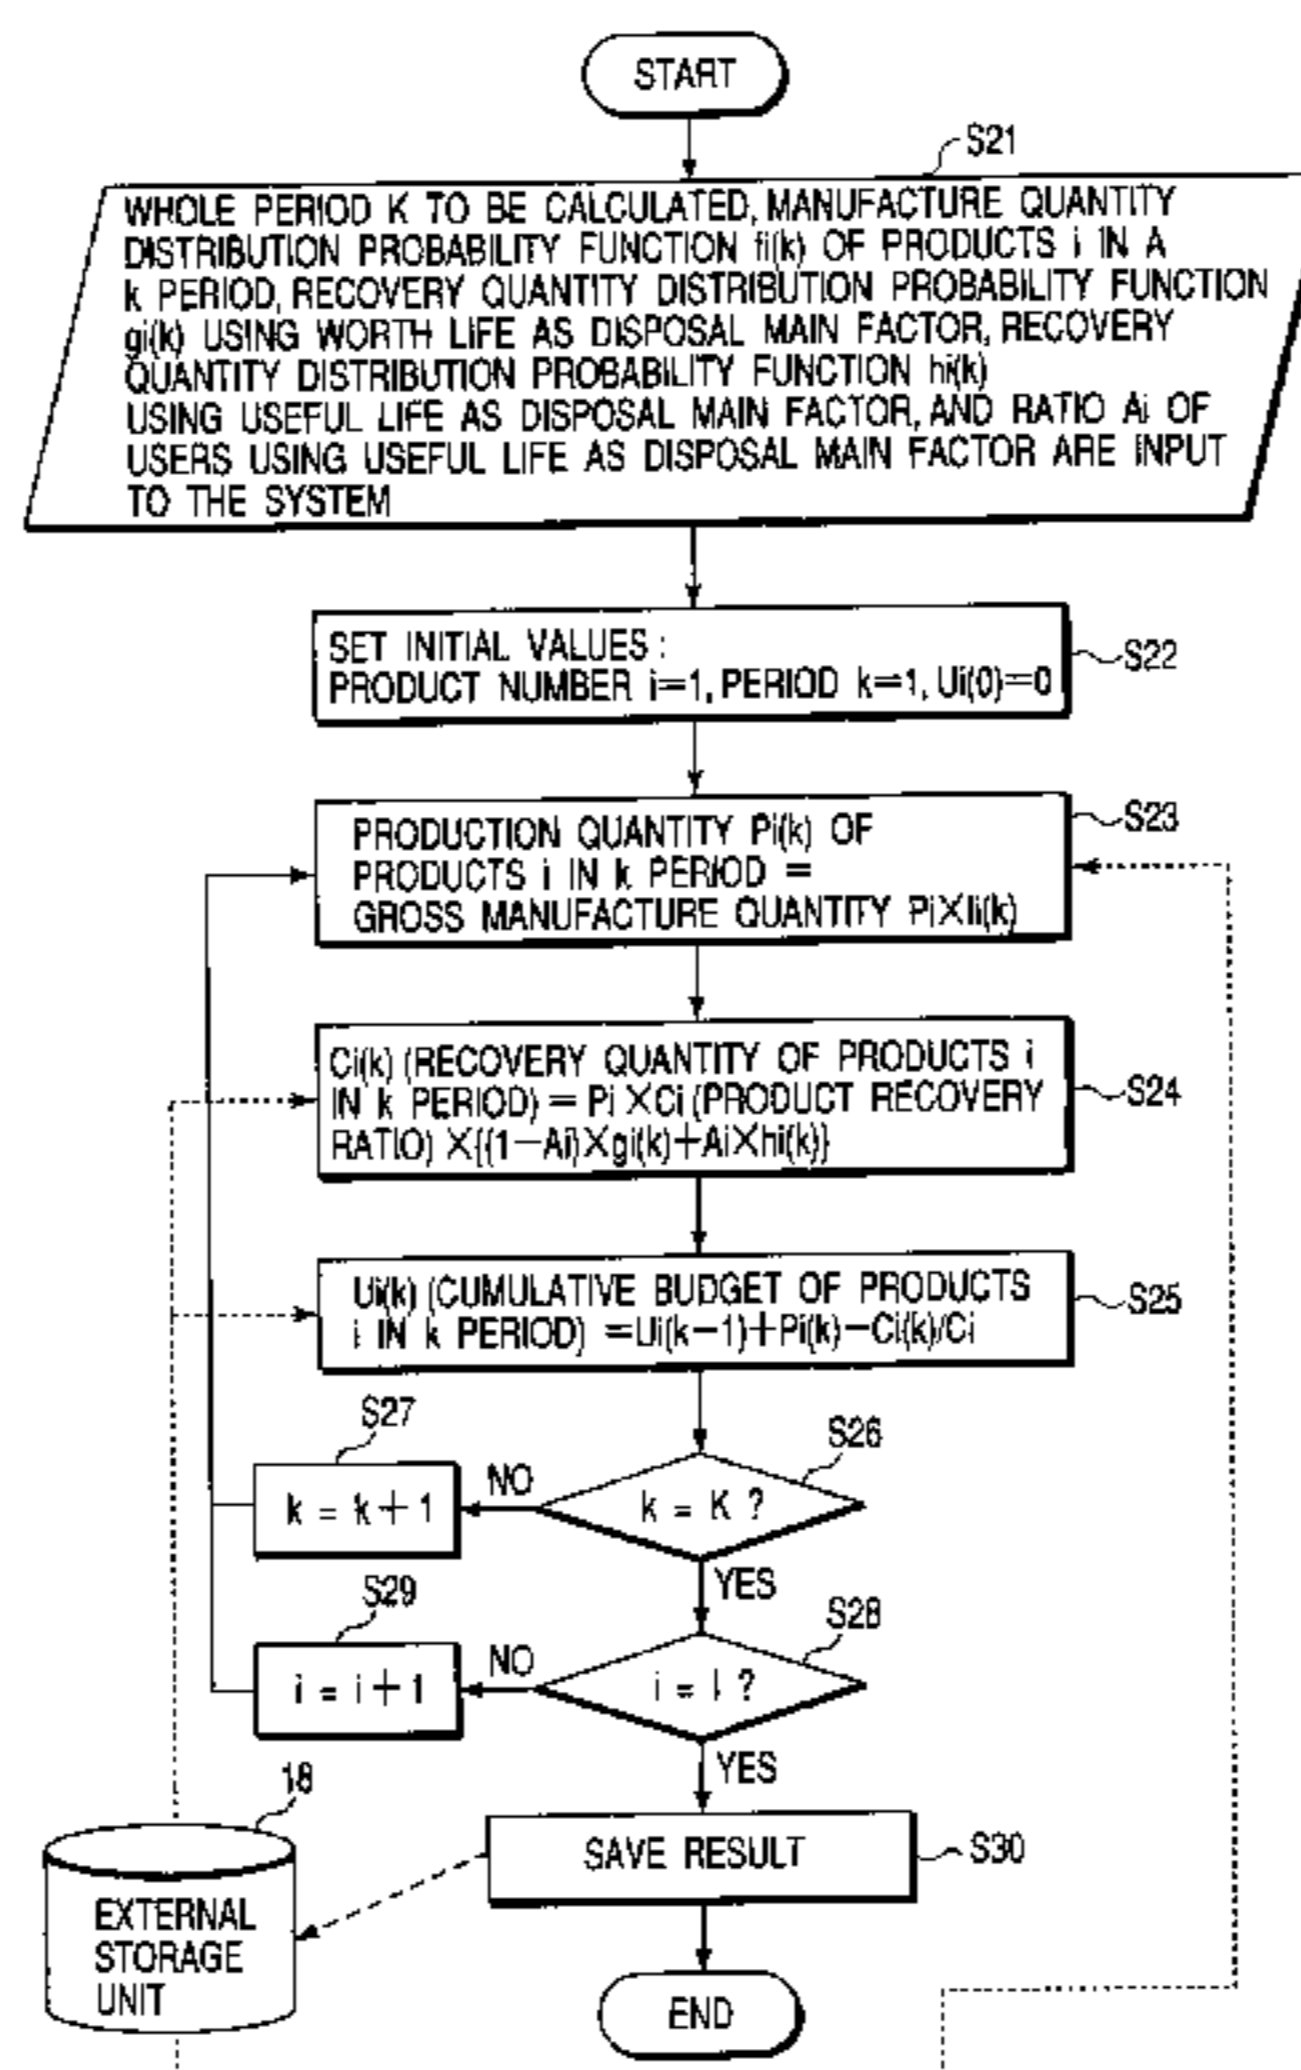 START
S21
WHOLE PERIOD K TO BE CALCULATED, MANUFACTURE QUANTITY
DISTRIBUTION PROBABILITY FUNCTION fi(k) OF PRODUCTS i IN A
k PERIOD, RECOVERY QUANTITY DISTRIBUTION PROBABILITY FUNCTION
gi(k) USING WORTH LIFE AS DISPOSAL MAIN FACTOR, RECOVERY
QUANTITY DISTRIBUTION PROBABILITY FUNCTION hi(k)
USING USEFUL LIFE AS DISPOSAL MAIN FACTOR, AND RATIO Ai OF
USERS USING USEFUL LIFE AS DISPOSAL MAIN FACTOR ARE INPUT
TO THE SYSTEM
SET INITIAL VALUES :
PRODUCT NUMBER i=1, PERIOD k=1, Ui(0)=0
S22
PRODUCTION QUANTITY Pi(k) OF
PRODUCTS i IN k PERIOD =
GROSS MANUFACTURE QUANTITY Pi×fi(k)
S23
Ci(k) (RECOVERY QUANTITY OF PRODUCTS i
IN k PERIOD) = Pi ×Ci (PRODUCT RECOVERY
RATIO) ×{(1-Ai)×gi(k)+Ai×hi(k)}
S24
Ui(k) (CUMULATIVE BUDGET OF PRODUCTS
i IN k PERIOD) =Ui(k-1)+Pi(k)-Ci(k)/Ci
S25
S27
S26
k = k+1
NO
k = K ?
YES
S29
S28
i = i+1
NO
i = I ?
YES
18
SAVE RESULT
S30
EXTERNAL
STORAGE
UNIT
END